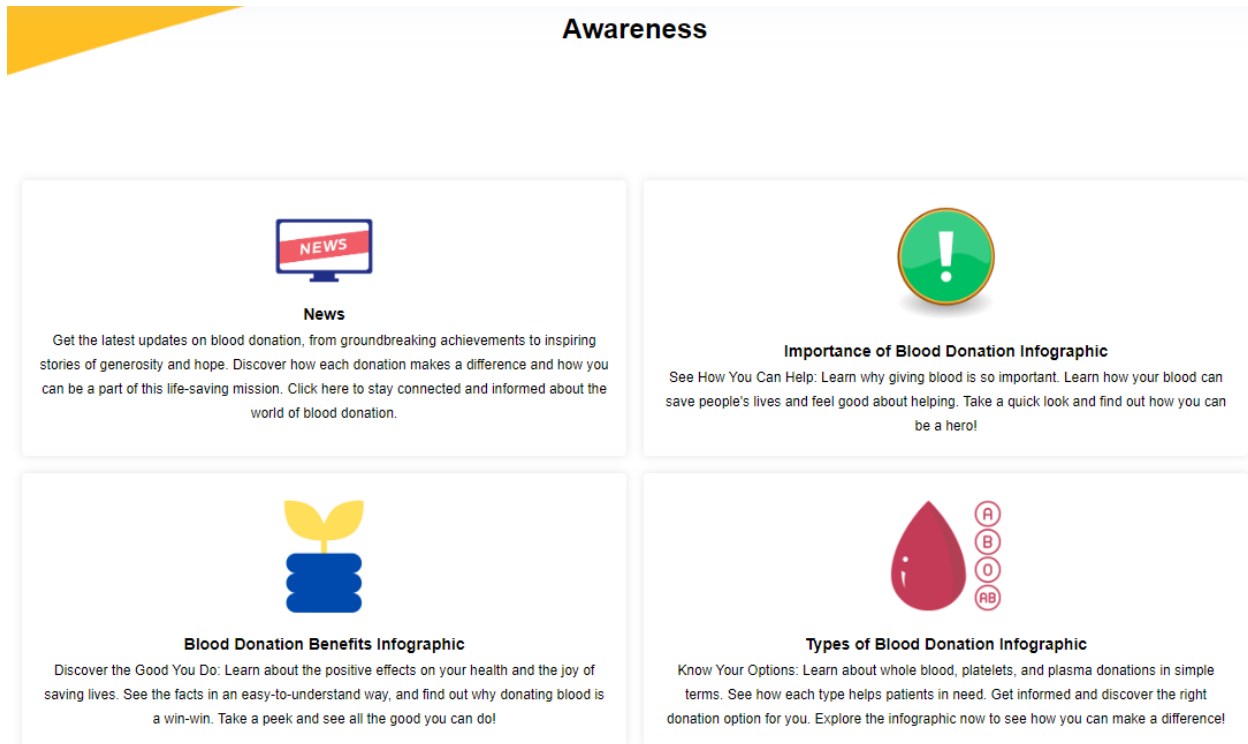 Awareness
NEWS
News
Get the latest updates on blood donation, from groundbreaking achievements to inspiring
stories of generosity and hope. Discover how each donation makes a difference and how you
can be a part of this life-saving mission. Click here to stay connected and informed about the
world of blood donation.
!
Importance of Blood Donation Infographic
See How You Can Help: Learn why giving blood is so important. Learn how your blood can
save people's lives and feel good about helping. Take a quick look and find out how you can
be a hero!
Blood Donation Benefits Infographic
Discover the Good You Do: Learn about the positive effects on your health and the joy of
saving lives. See the facts in an easy-to-understand way, and find out why donating blood is
a win-win. Take a peek and see all the good you can do!
A
B
O
AB
Types of Blood Donation Infographic
Know Your Options: Learn about whole blood, platelets, and plasma donations in simple
terms. See how each type helps patients in need. Get informed and discover the right
donation option for you. Explore the infographic now to see how you can make a difference!